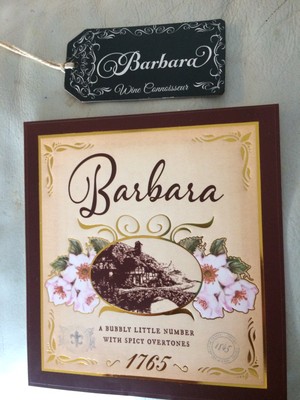 Barbara
Wine Connoisseur
Barbara
A BUBBLY LITTLE NUMBER
WITH SPICY OVERTONES
1765